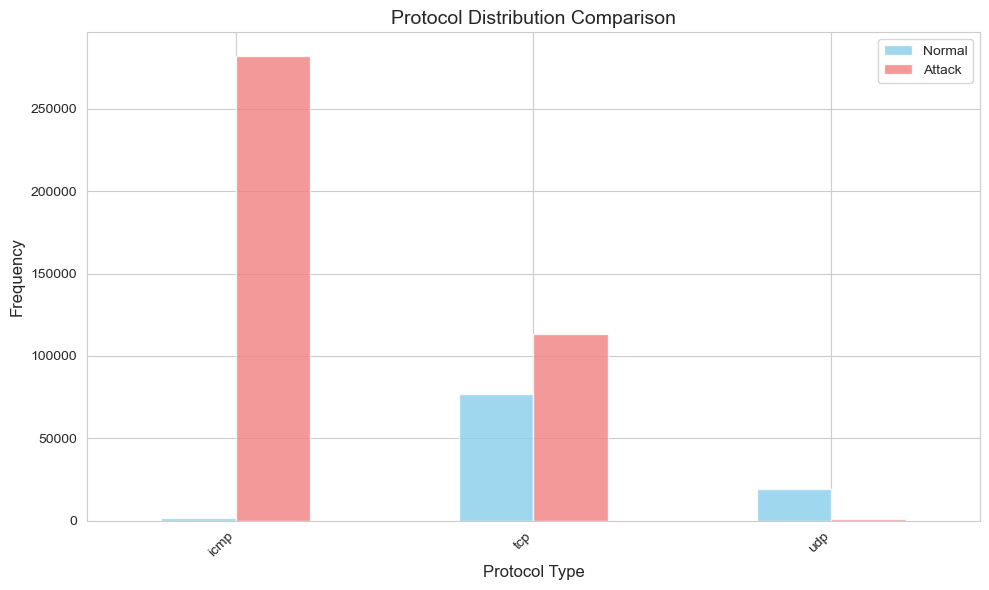 Protocol Distribution Comparison
Normal
Attack
Frequency
250000
200000
150000
100000
50000
0
icmp
tcp
udp
Protocol Type